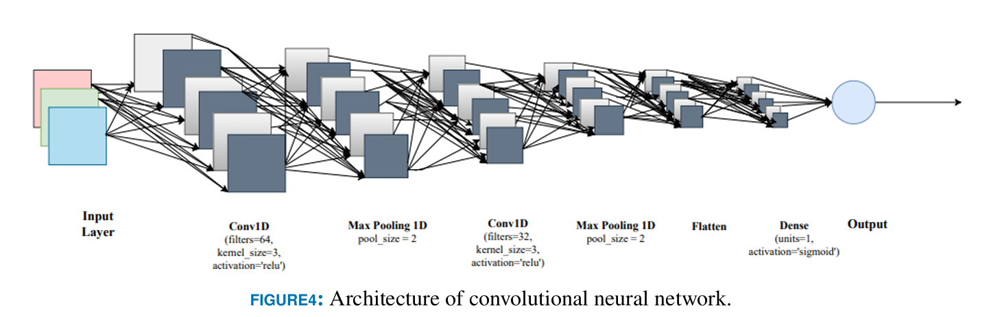 Input
Layer
Conv1D
(filters=64,
kernel_size=3,
activation='relu')
Max Pooling 1D
pool_size = 2
Conv1D
(filters=32,
kernel_size=3,
activation='relu')
Max Pooling 1D
pool_size = 2
Flatten
Dense
(units=1,
activation='sigmoid')
Output
FIGURE4: Architecture of convolutional neural network.